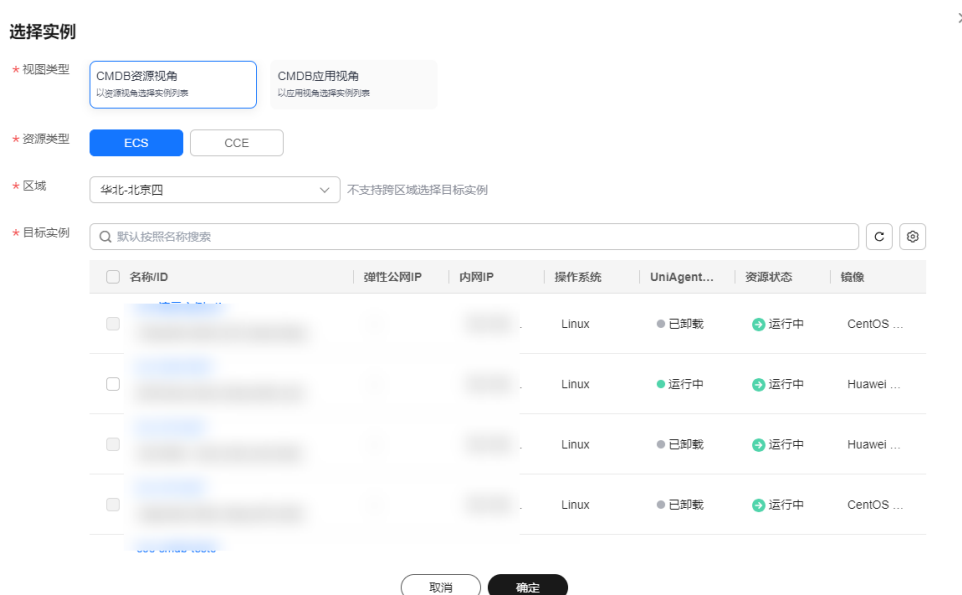 选择实例
* 视图类型
CMDB资源视角
以资源视角选择实例列表
CMDB应用视角
以应用视角选择实例列表
* 资源类型
ECS
CCE
* 区域
华北-北京四
不支持跨区域选择目标实例
* 目标实例
默认按照名称搜索
名称/ID 弹性公网IP 内网IP 操作系统 UniAgent... 资源状态 镜像
Linux 已卸载 运行中 CentOS ...
Linux 运行中 运行中 Huawei ...
Linux 已卸载 运行中 Huawei ...
Linux 已卸载 运行中 CentOS ...
取消 确定